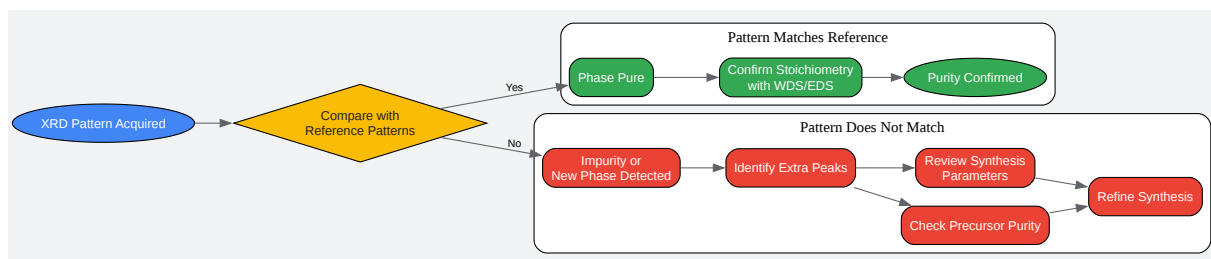 XRD Pattern Acquired
Compare with
Reference Patterns
Yes
No
Pattern Matches Reference
Phase Pure
Confirm Stoichiometry
with WDS/EDS
Purity Confirmed
Pattern Does Not Match
Impurity or
New Phase Detected
Identify Extra Peaks
Review Synthesis
Parameters
Check Precursor Purity
Refine Synthesis